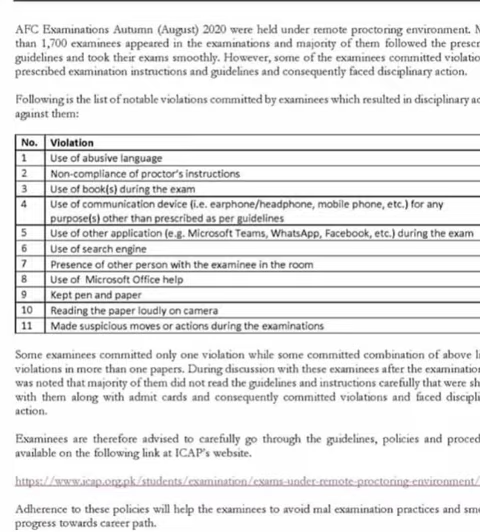 AFC Examinations Autumn (August) 2020 were held under remote proctoring environment.
than 1,700 examinees appeared in the examinations and majority of them followed the
guidelines and took their exams smoothly. However, some of the examinees committed
prescribed examination instructions and guidelines and consequently faced disciplinary action.
Following is the list of notable violations committed by examinees which resulted in disciplinary
against them:
No. Violation
1 Use of abusive language
2 Non-compliance of proctor's instructions
3 Use of book(s) during the exam
4 Use of communication device (i.e. earphone/headphone, mobile phone, etc.) for any
purpose(s) other than prescribed as per guidelines
5 Use of other application (e.g. Microsoft Teams, WhatsApp, Facebook, etc.) during the exam
6 Use of search engine
7 Presence of other person with the examinee in the room
8 Use of Microsoft Office help
9 Kept pen and paper
10 Reading the paper loudly on camera
11 Made suspicious moves or actions during the examinations
Some examinees committed only one violation while some committed combination of above
violations in more than one papers. During discussion with these examinees after the
was noted that majority of them did not read the guidelines and instructions carefully that were
with them along with admit cards and consequently committed violations and faced
action.
Examinees are therefore advised to carefully go through the guidelines, policies and
available on the following link at ICAP's website.
https://www.icap.org.pk/students/examination/exams-under-remote-proctoring-environment/
Adherence to these policies will help the examinees to avoid mal examination practices and
progress towards career path.